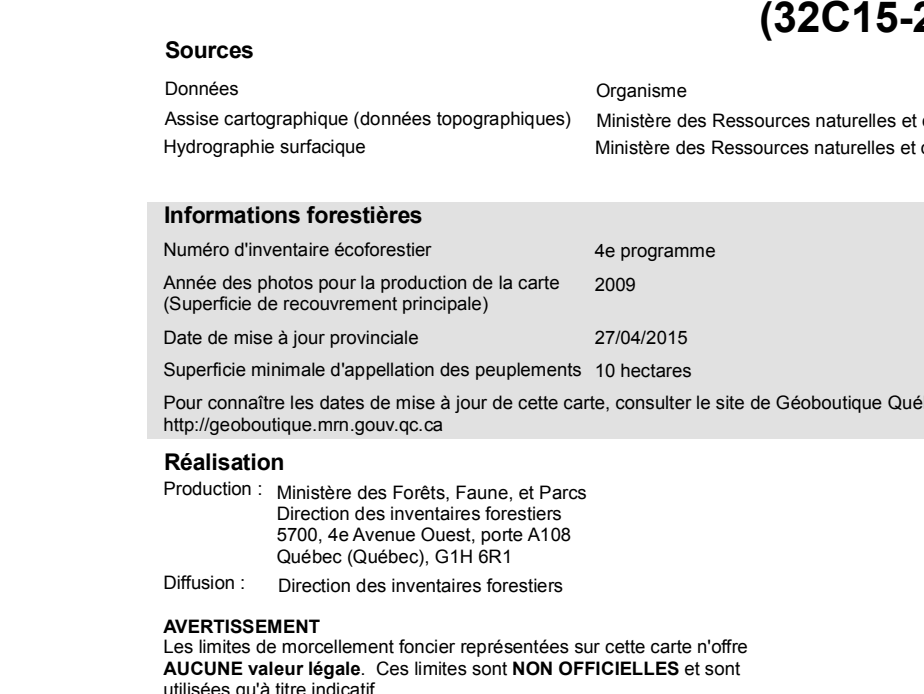 (32C15-2
Sources
Données Organisme
Assise cartographique (données topographiques) Ministère des Ressources naturelles et
Hydrographie surfacique Ministère des Ressources naturelles et
Informations forestières
Numéro d'inventaire écoforestier 4e programme
Année des photos pour la production de la carte 2009
(Superficie de recouvrement principale)
Date de mise à jour provinciale 27/04/2015
Superficie minimale d'appellation des peuplements 10 hectares
Pour connaître les dates de mise à jour de cette carte, consulter le site de Géoboutique Qué
http://geoboutique.mrn.gouv.qc.ca
Réalisation
Production : Ministère des Forêts, Faune, et Parcs
Direction des inventaires forestiers
5700, 4e Avenue Ouest, porte A108
Québec (Québec), G1H 6R1
Diffusion : Direction des inventaires forestiers
AVERTISSEMENT
Les limites de morcellement foncier représentées sur cette carte n'offre
AUCUNE valeur légale. Ces limites sont NON OFFICIELLES et sont
utilisées qu'à titre indicatif